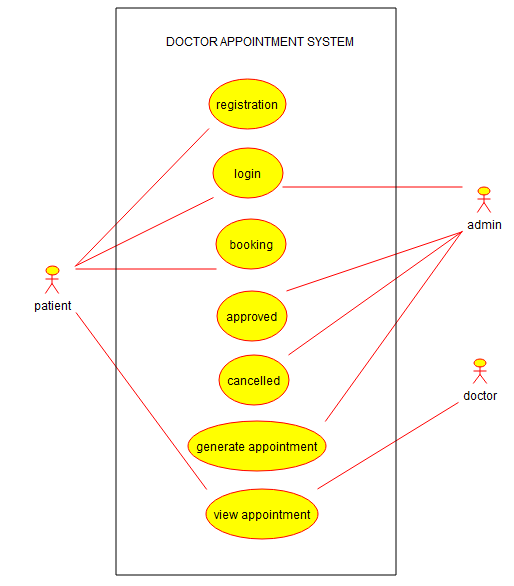 DOCTOR APPOINTMENT SYSTEM
registration
login
admin
booking
patient
approved
cancelled
doctor
generate appointment
view appointment